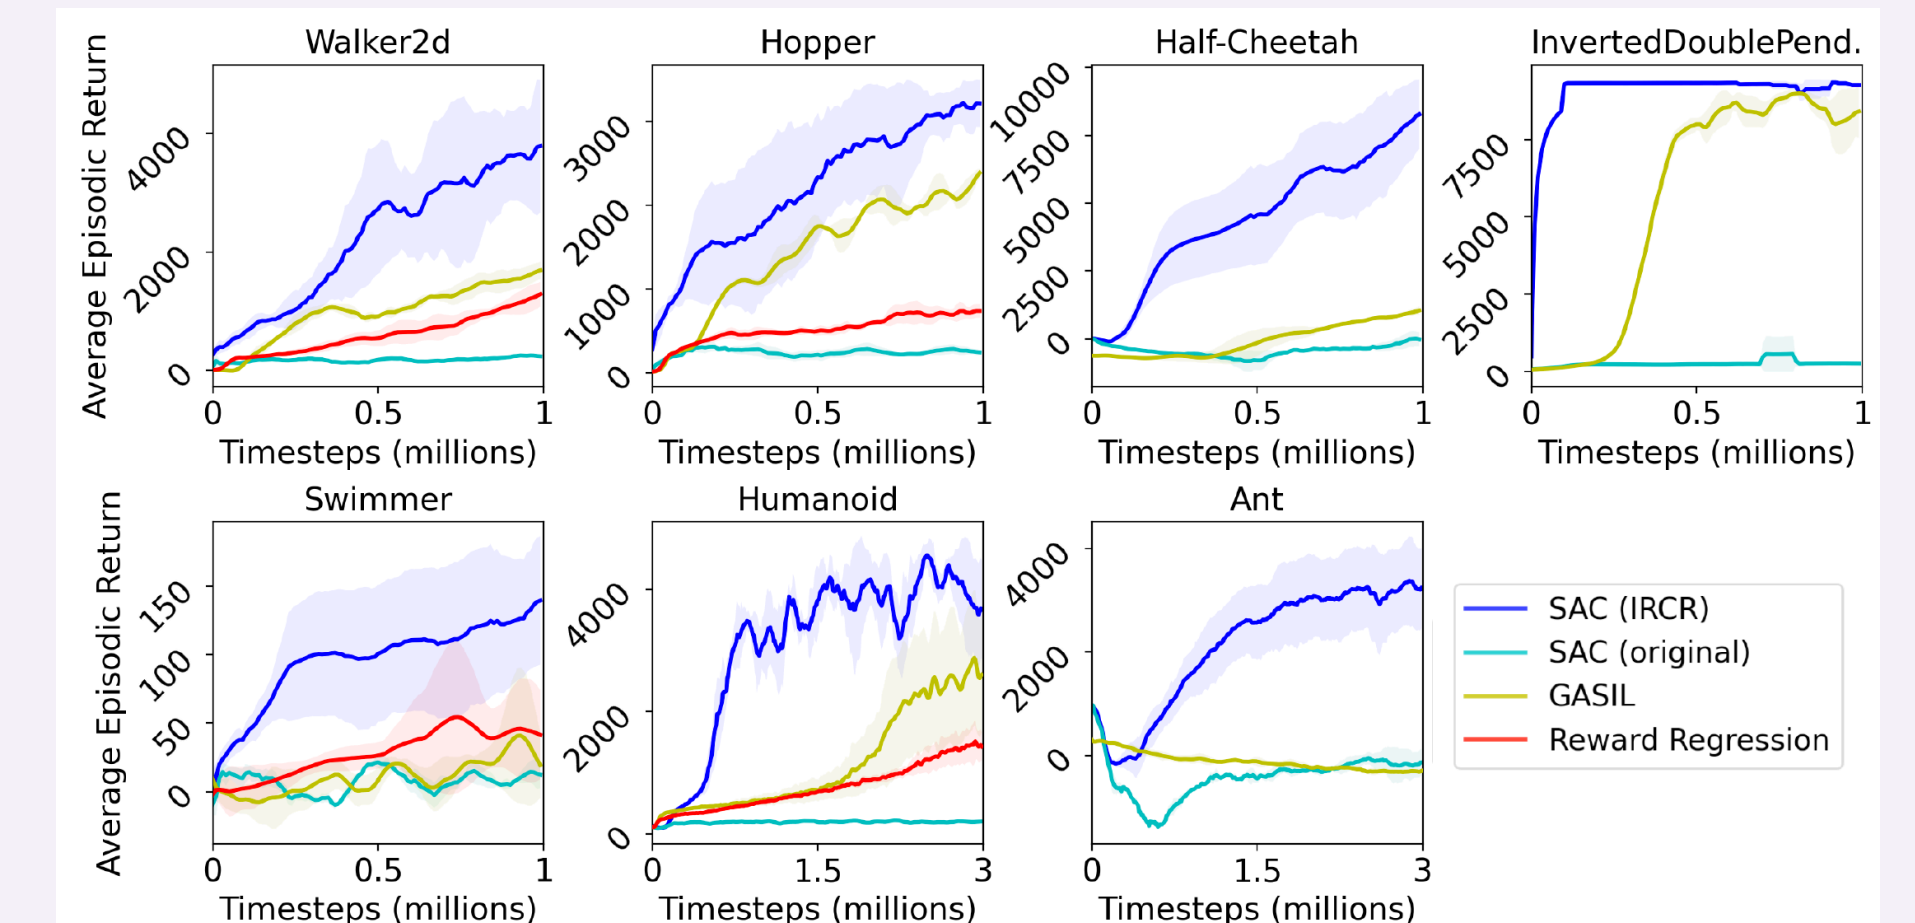 Walker2d
Average Episodic Return
4000
2000
0
0 0.5 1
Timesteps (millions)
Hopper
3000
2000
1000
0
0 0.5 1
Timesteps (millions)
Half-Cheetah
10000
7500
5000
2500
0
0 0.5 1
Timesteps (millions)
InvertedDoublePend.
7500
5000
2500
0
0 0.5 1
Timesteps (millions)
Swimmer
Average Episodic Return
150
100
50
0
0 0.5 1
Timesteps (millions)
Humanoid
4000
2000
0
0 1.5 3
Timesteps (millions)
Ant
4000
2000
0
0 1.5 3
Timesteps (millions)
SAC (IRCR)
SAC (original)
GASIL
Reward Regression